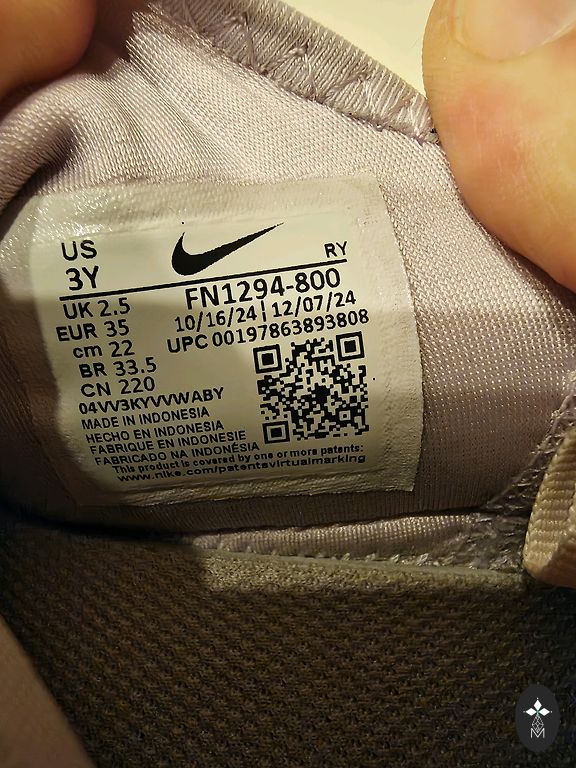 US
3Y
RY
UK 2.5
EUR 35
cm 22
BR 33.5
CN 220
FN1294-800
10/16/24 | 12/07/24
UPC 00197863893808
04VV3KYVVWABY
MADE IN INDONESIA
HECHO EN INDONESIA
FABRIQUE EN INDONESIE
FABRICADO NA INDONÉSIA
This product is covered by one or more patents:
www.nike.com/patentsvirtualmarking
M